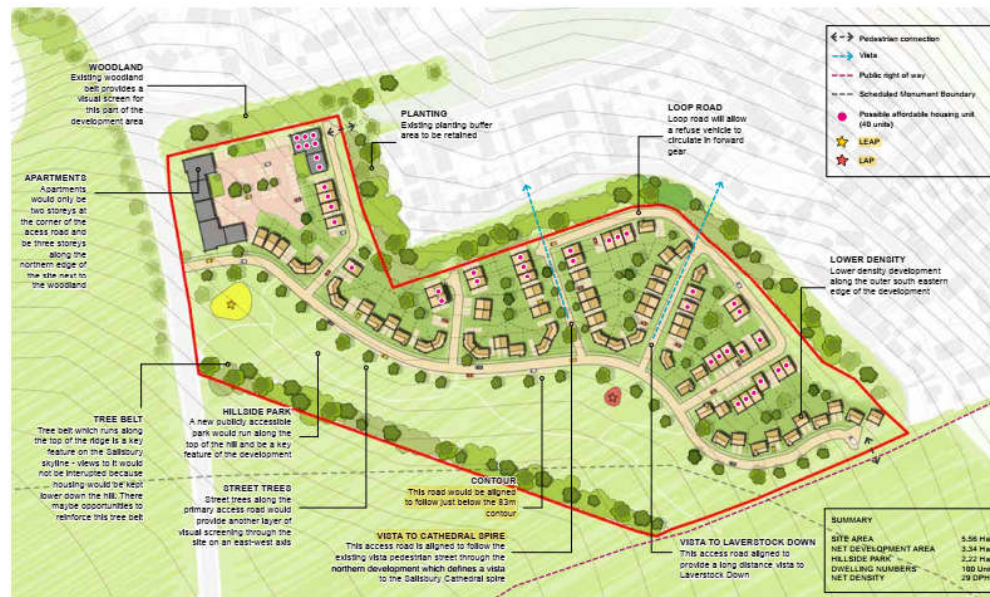 WOODLAND
Existing woodland
belt provides a
visual screen for
this part of the
development area
PLANTING
Existing planting buffer
area to be retained
LOOP ROAD
Loop road will allow
a refuse vehicle to
circulate in forward
gear
Pedestrian connection
Vista
Public right of way
Scheduled Monument Boundary
Possible affordable housing unit
(40 units)
LEAP
LAP
APARTMENTS
Apartments
would only be
two storeys at
the corner of the
acess road and
be three storeys
along the
northern edge of
the site next to
the woodland
LOWER DENSITY
Lower density development
along the outer south eastern
edge of the development
TREE BELT
Tree belt which runs along
the top of the ridge is a key
feature on the Salisbury
skyline - views to it would
not be interupted because
housing would be kept
lower down the hill. There
maybe opportunities to
reinforce this tree belt
HILLSIDE PARK
A new publicly accessible
park would run along the
top of the hill and be a key
feature of the development
STREET TREES
Street trees along the
primary access road would
provide another layer of
visual screening through the
site on an east-west axis
CONTOUR
This road would be aligned
to follow just below the 83m
contour
VISTA TO CATHEDRAL SPIRE
This access road is aligned to follow the
existing vista pedestrian street through the
northern development which defines a vista
to the Salisbury Cathedral spire
VISTA TO LAVERSTOCK DOWN
This access road aligned to
provide a long distance vista to
Laverstock Down
SUMMARY
SITE AREA 5.56 Ha
NET DEVELOPMENT AREA 3.34 Ha
HILLSIDE PARK 2.22 Ha
DWELLING NUMBERS 100 Uni
NET DENSITY 29 DPH